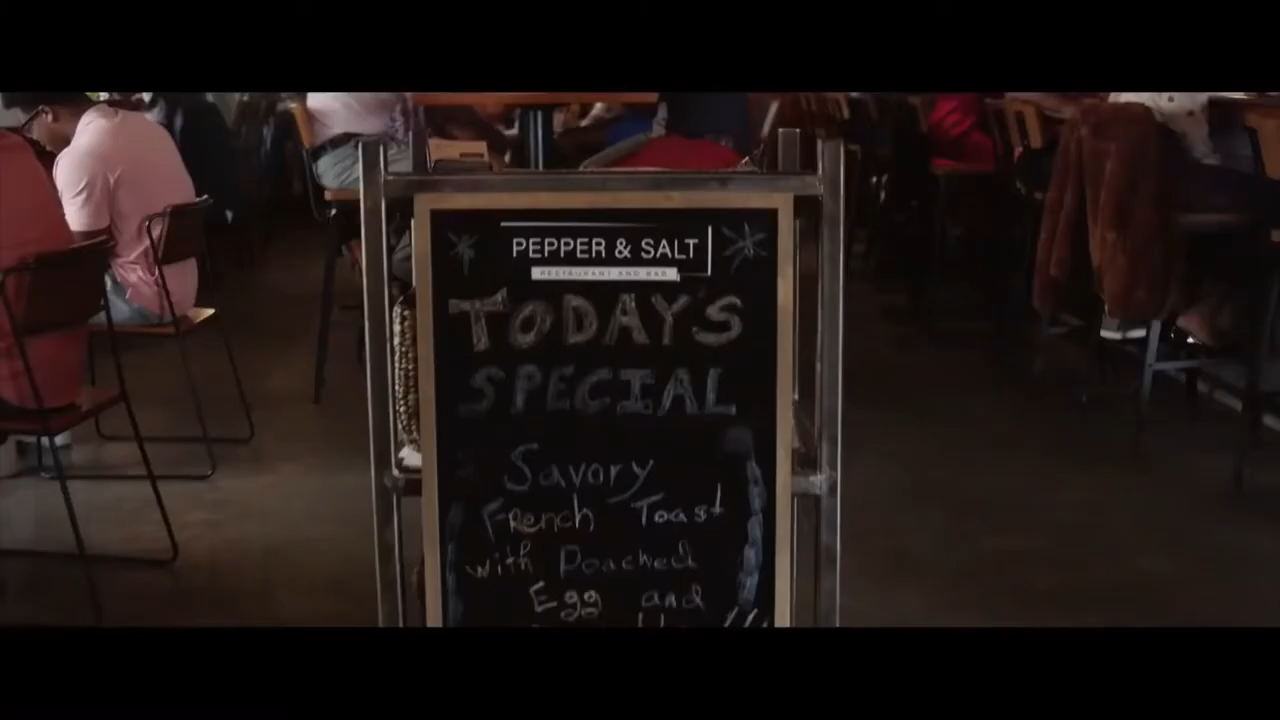 PEPPER & SALT
RESTAURANT AND BAR
TODAY'S
SPECIAL
Savory
French Toast
with Poached
Egg and